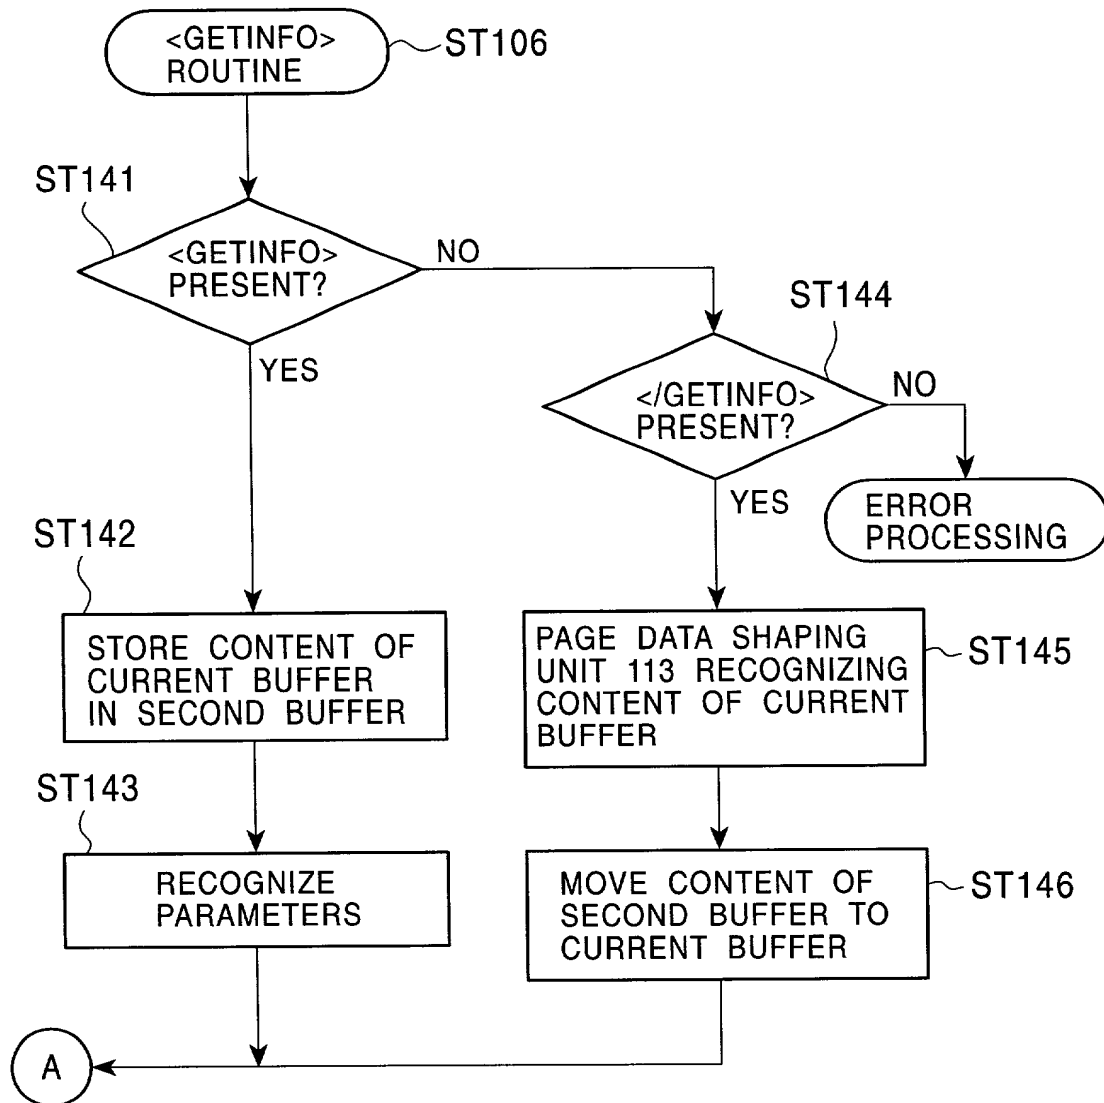 <GETINFO>
ROUTINE
ST106
ST141
<GETINFO>
PRESENT?
NO
YES
ST144
</GETINFO>
PRESENT?
NO
YES
ERROR
PROCESSING
ST142
STORE CONTENT OF
CURRENT BUFFER
IN SECOND BUFFER
PAGE DATA SHAPING
UNIT 113 RECOGNIZING
CONTENT OF CURRENT
BUFFER
ST145
ST143
RECOGNIZE
PARAMETERS
MOVE CONTENT OF
SECOND BUFFER TO
CURRENT BUFFER
ST146
A